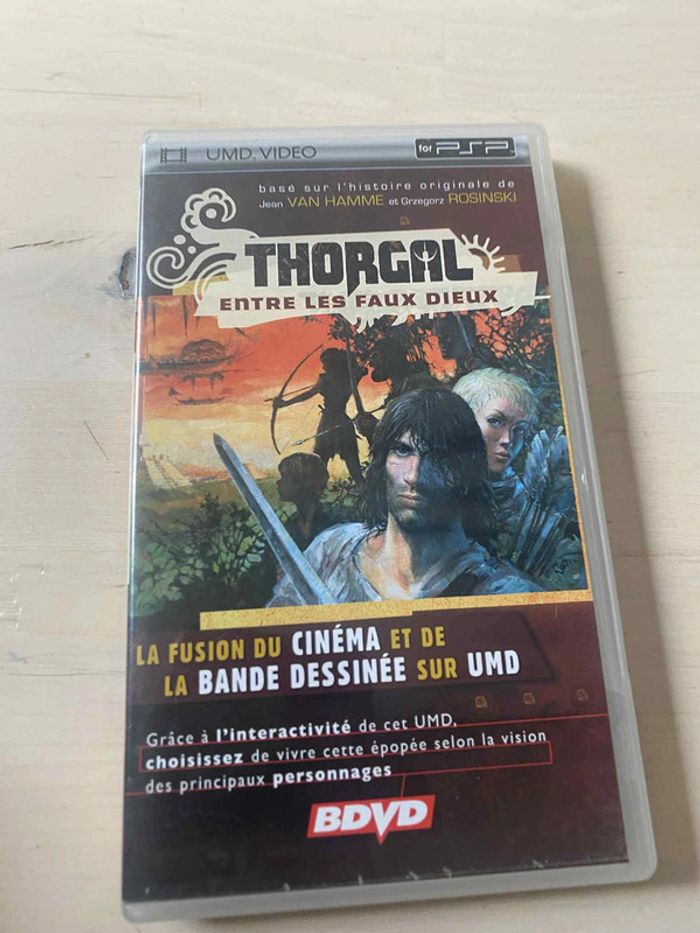 UMD. VIDEO
for PSP
basé sur l'histoire originale de
Jean VAN HAMME et Grzegorz ROSINSKI
THORGAL
ENTRE LES FAUX DIEUX
LA FUSION DU CINÉMA ET DE
LA BANDE DESSINÉE SUR UMD
Grâce à l'interactivité de cet UMD,
choisissez de vivre cette épopée selon la vision
des principaux personnages
BDVD